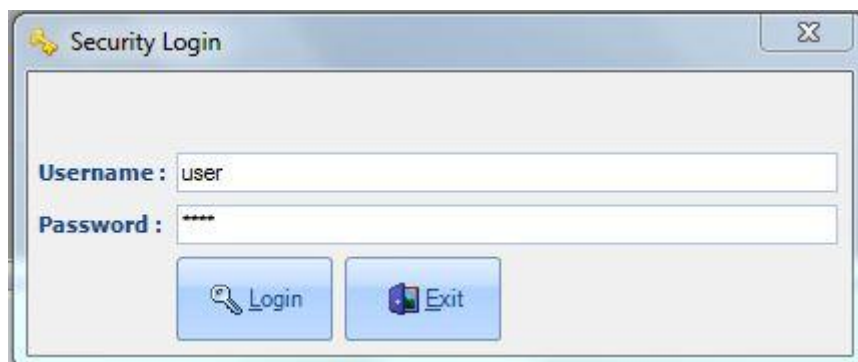 Security Login
Username : user
Password : ****
Login Exit